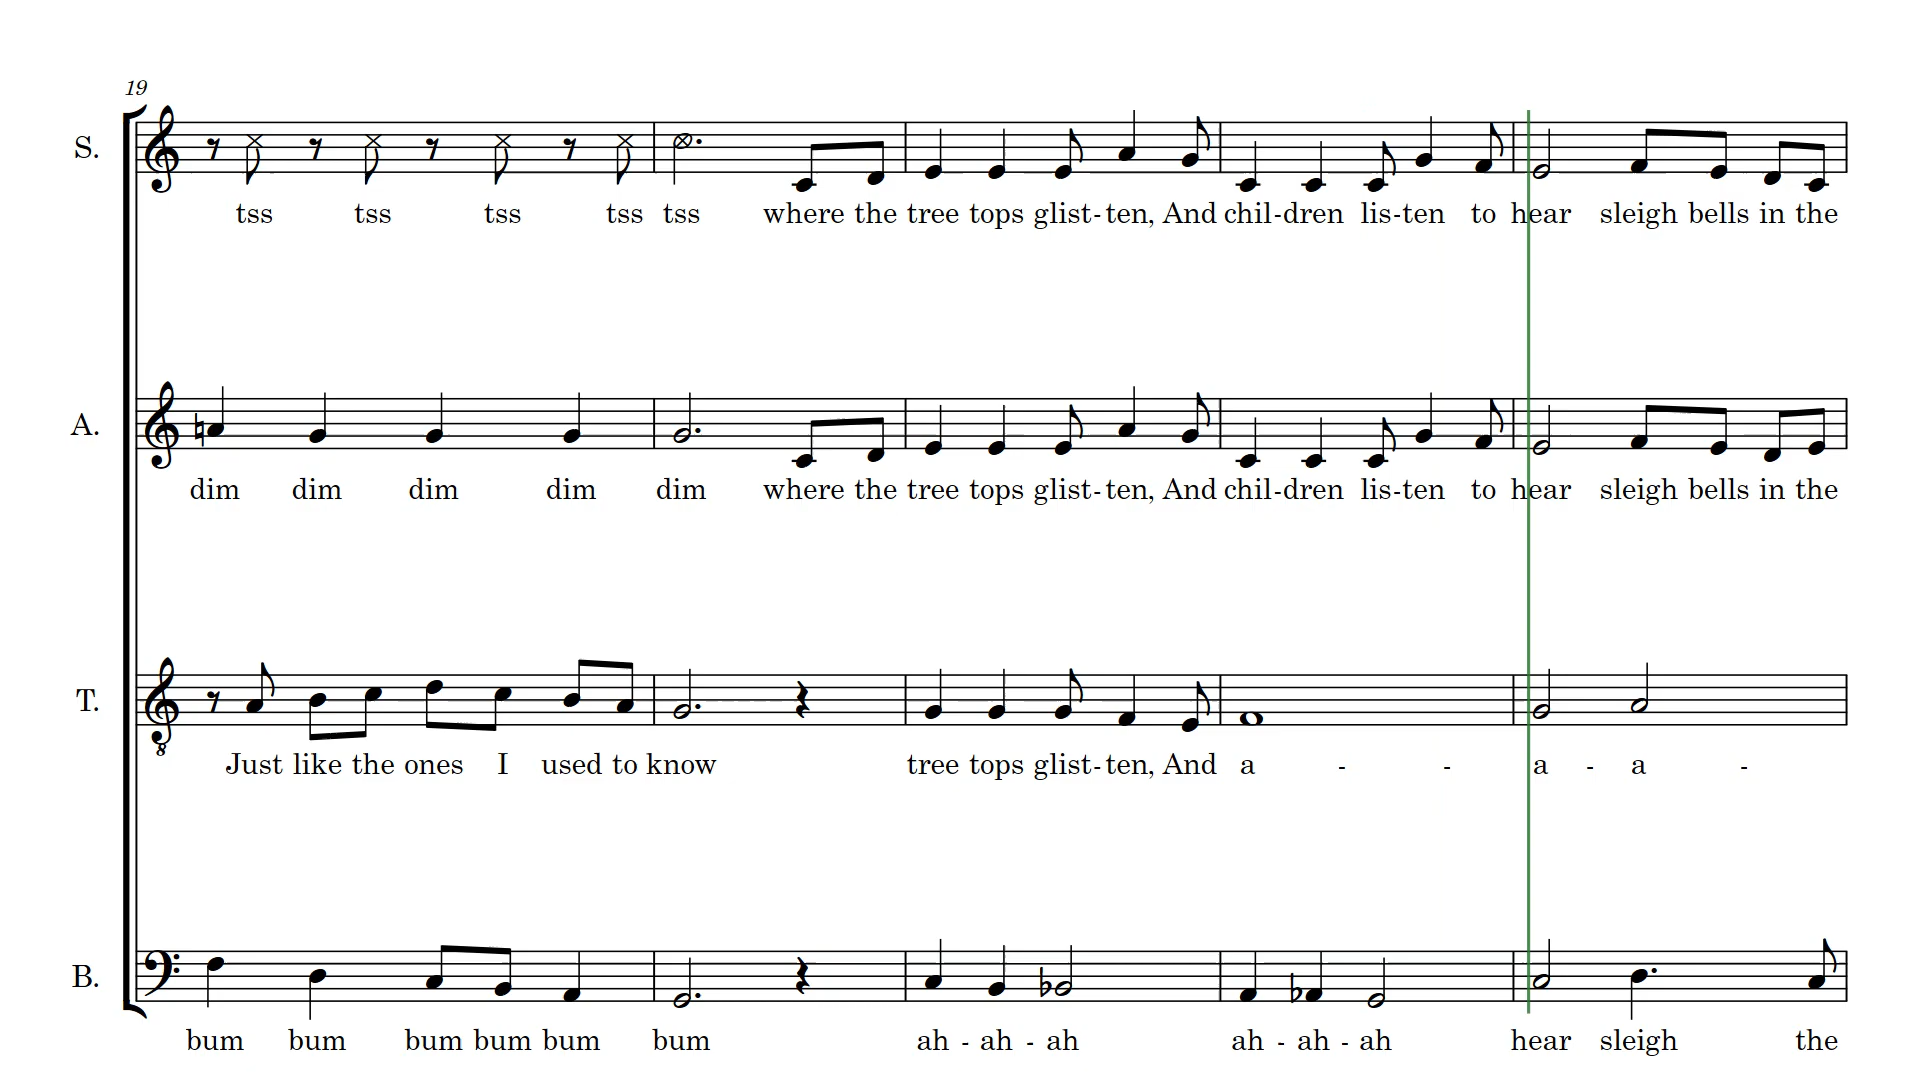 19
S.
tss tss tss tss tss where the tree tops glist-ten, And chil-dren lis-ten to hear sleigh bells in the
A.
dim dim dim dim dim where the tree tops glist-ten, And chil-dren lis-ten to hear sleigh bells in the
T.
8
Just like the ones I used to know tree tops glist-ten, And a - - a - a -
B.
bum bum bum bum bum bum ah - ah - ah ah - ah - ah hear sleigh the